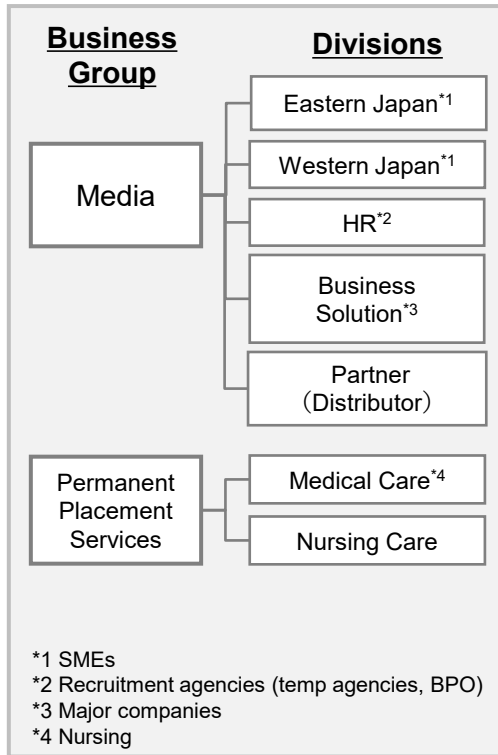 Business
Group
Divisions
Media
Eastern Japan*1
Western Japan*1
HR*2
Business
Solution*3
Partner
（Distributor）
Permanent
Placement
Services
Medical Care*4
Nursing Care
*1 SMEs
*2 Recruitment agencies (temp agencies, BPO)
*3 Major companies
*4 Nursing